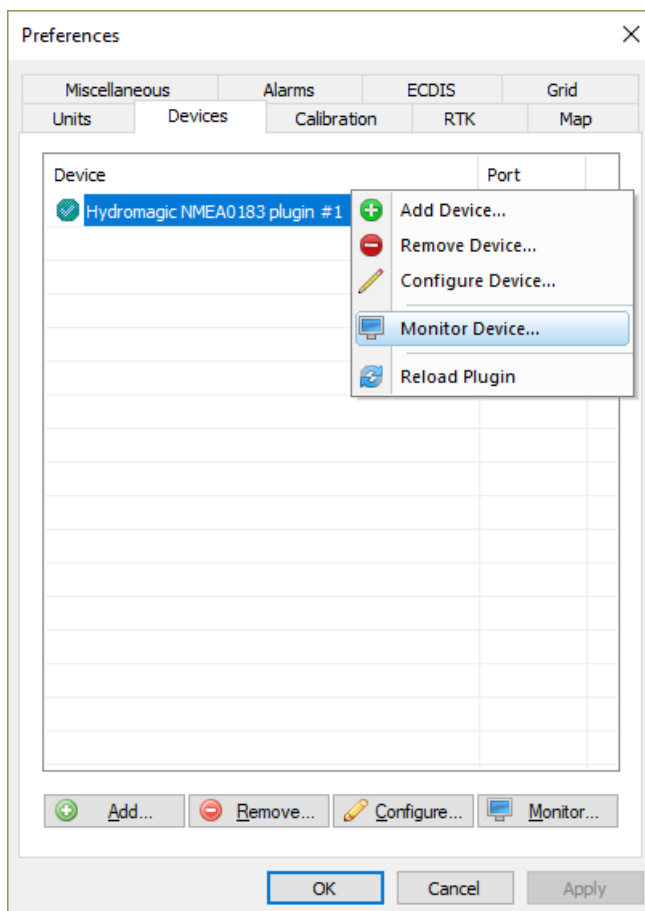 Preferences
Miscellaneous Alarms ECDIS Grid
Units Devices Calibration RTK Map
Device Port
Hydromagic NMEA0183 plugin #1
Add Device...
Remove Device...
Configure Device...
Monitor Device...
Reload Plugin
Add... Remove... Configure... Monitor...
OK Cancel Apply